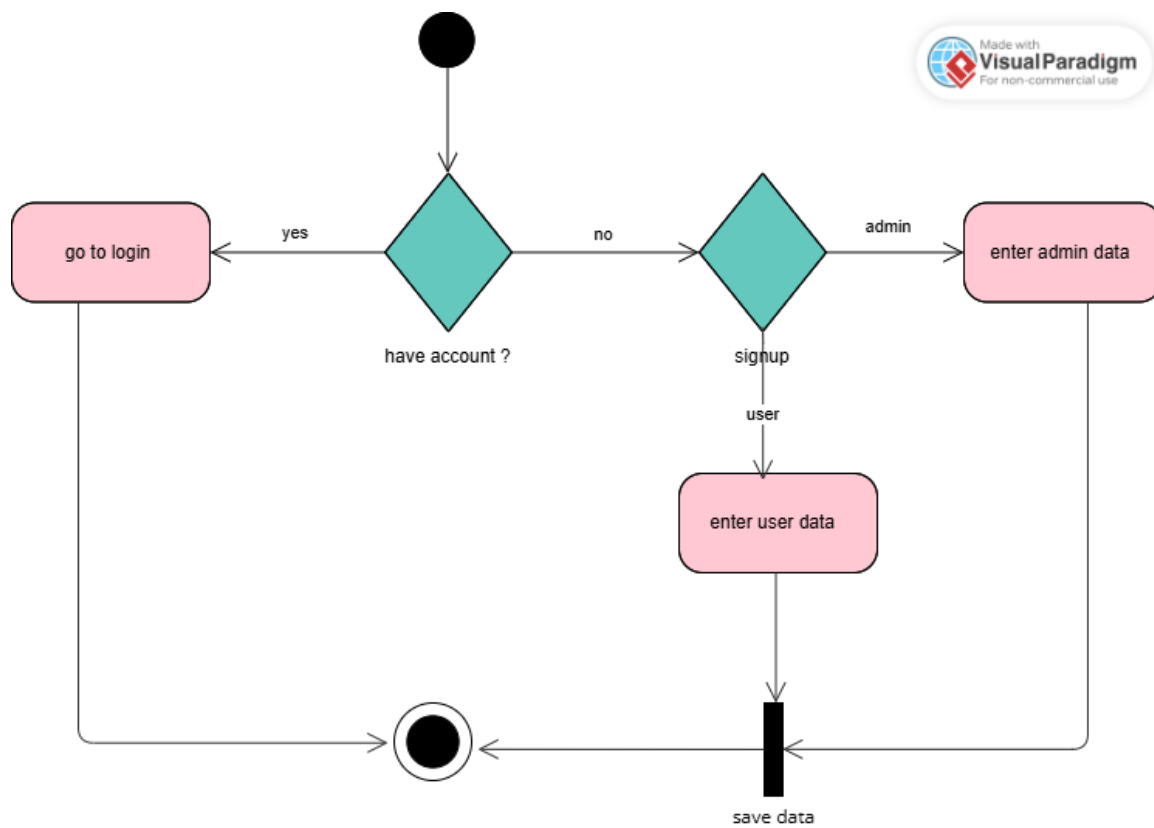 Made with
Visual Paradigm
For non-commercial use
go to login
yes
no
admin
enter admin data
have account ?
signup
user
enter user data
save data